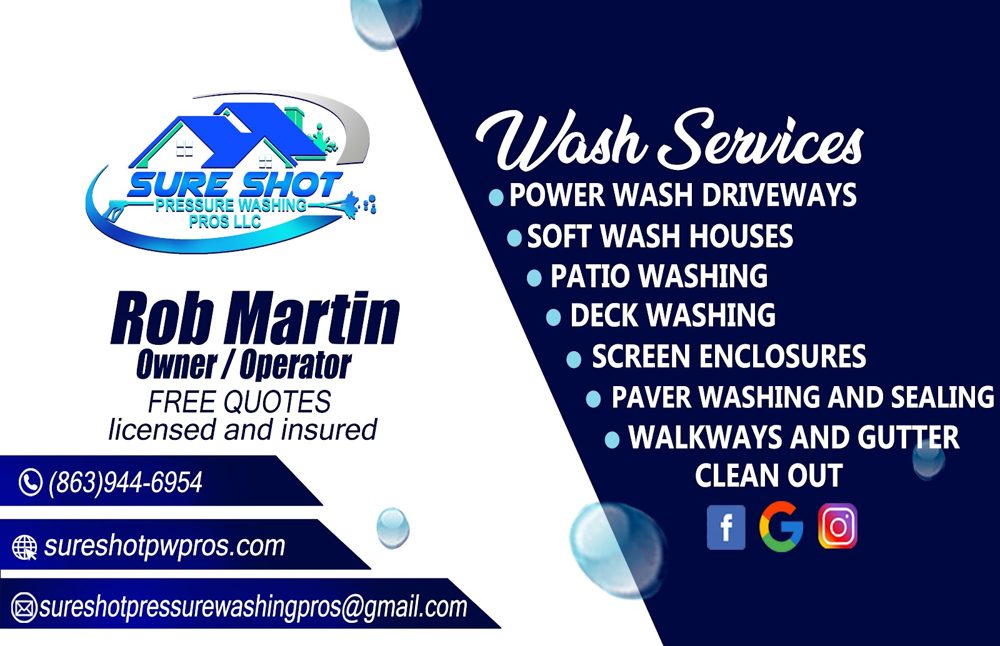 SURE SHOT
PRESSURE WASHING
PROS LLC
Rob Martin
Owner / Operator
FREE QUOTES
licensed and insured
(863)944-6954
sureshotpwpros.com
sureshotpressurewashingpros@gmail.com
Wash Services
POWER WASH DRIVEWAYS
SOFT WASH HOUSES
PATIO WASHING
DECK WASHING
SCREEN ENCLOSURES
PAVER WASHING AND SEALING
WALKWAYS AND GUTTER
CLEAN OUT